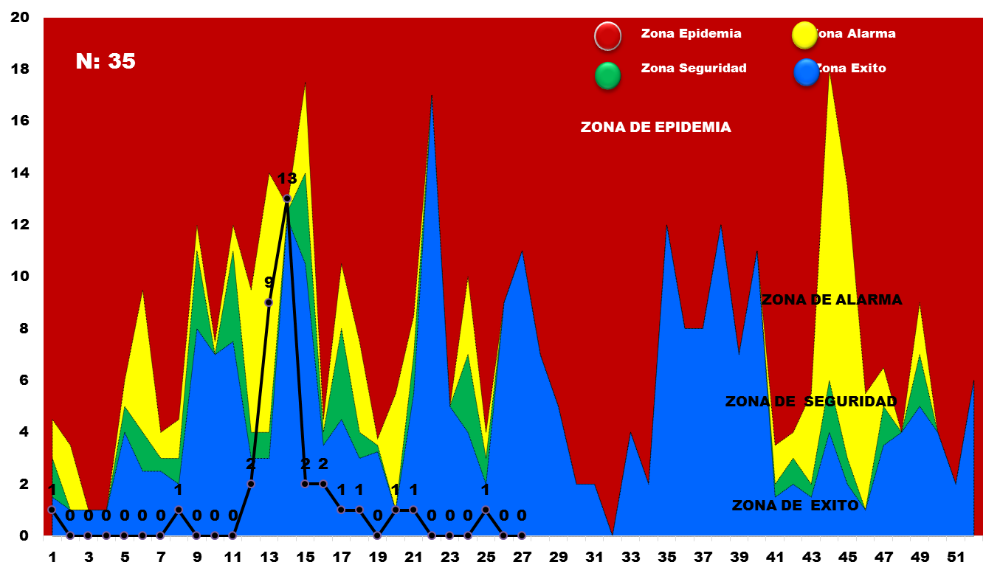 20
18
16
14
12
10
8
6
4
2
0
N: 35
Zona Epidemia
Zona Alarma
Zona Seguridad
Zona Exito
ZONA DE EPIDEMIA
ZONA DE ALARMA
ZONA DE SEGURIDAD
ZONA DE EXITO
1 0 0 0 0 0 0 1 0 0 0 2 9 13 2 2 1 1 0 1 1 0 0 0 1 0 0
1 3 5 7 9 11 13 15 17 19 21 23 25 27 29 31 33 35 37 39 41 43 45 47 49 51